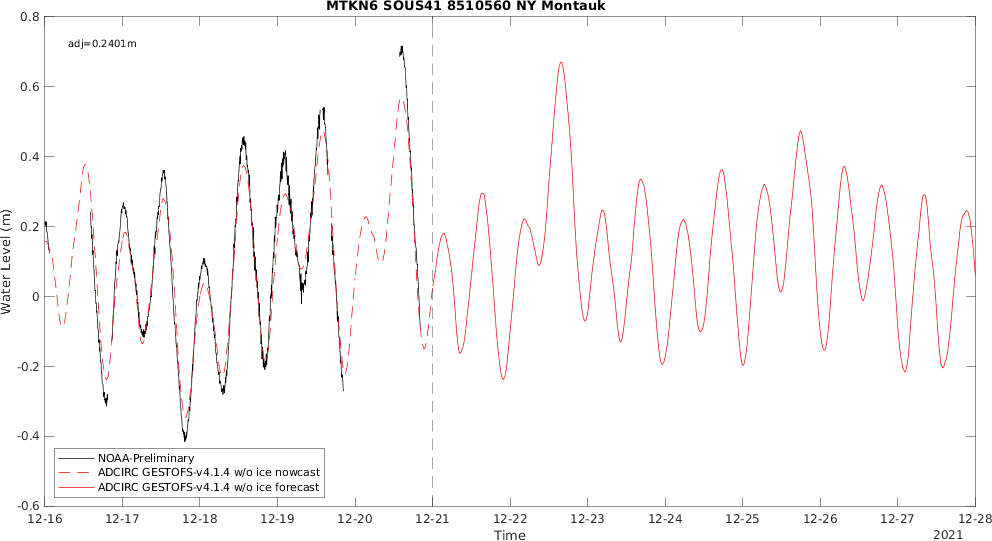 MTKN6 SOUS41 8510560 NY Montauk
adj=0.2401m
0.8
0.6
0.4
0.2
0
-0.2
-0.4
-0.6
Water Level (m)
NOAA-Preliminary
ADCIRC GESTOFS-v4.1.4 w/o ice nowcast
ADCIRC GESTOFS-v4.1.4 w/o ice forecast
12-16 12-17 12-18 12-19 12-20 12-21 12-22 12-23 12-24 12-25 12-26 12-27 12-28
Time
2021